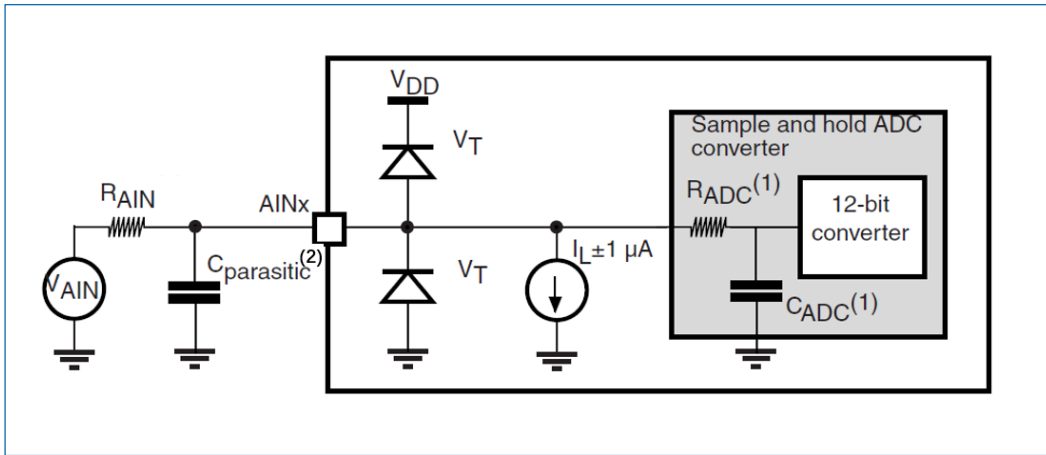 VDD
VT
Sample and hold ADC
converter
RAIN
AINx
RADC(1)
12-bit
converter
Cparasitic(2)
VT
IL±1 µA
VAIN
CADC(1)